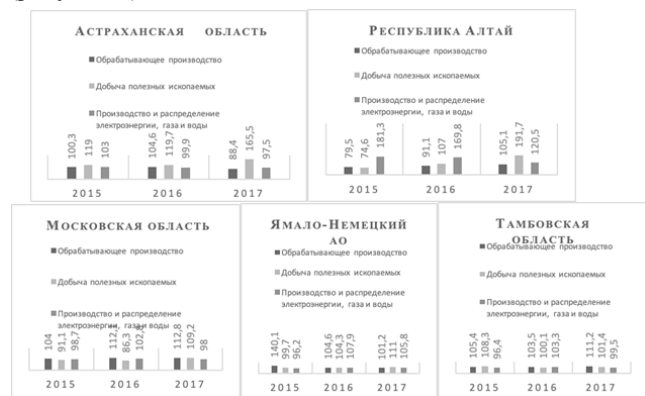 АСТРАХАНСКАЯ ОБЛАСТЬ
Обрабатывающее производство
Добыча полезных ископаемых
Производство и распределение
электроэнергии, газа и воды
100,3 119 103 104,6 119,7 99,9 88,4 165,5 97,5
2015 2016 2017
РЕСПУБЛИКА АЛТАЙ
Обрабатывающее производство
Добыча полезных ископаемых
Производство и распределение
электроэнергии, газа и воды
79,5 74,6 181,3 91,1 107 169,8 105,1 191,7 120,5
2015 2016 2017
МОСКОВСКАЯ ОБЛАСТЬ
Обрабатывающее производство
Добыча полезных ископаемых
Производство и распределение
электроэнергии, газа и воды
104 91,1 98,7 86,3 112,8 109,2 98
2015 2016 2017
ЯМАЛО-НЕМЕЦКИЙ
АО
Обрабатывающее производство
Добыча полезных ископаемых
Производство и распределение
электроэнергии, газа и воды
140,1 99,7 96,2 104,6 104,3 107,9 101,2 111 105,8
2015 2016 2017
ТАМБОВСКАЯ
ОБЛАСТЬ
Обрабатывающее производство
Добыча полезных ископаемых
Производство и распределение
электроэнергии, газа и воды
105,4 108,3 96,4 103,5 100,1 103,3 111,2 101,4 99,5
2015 2016 2017